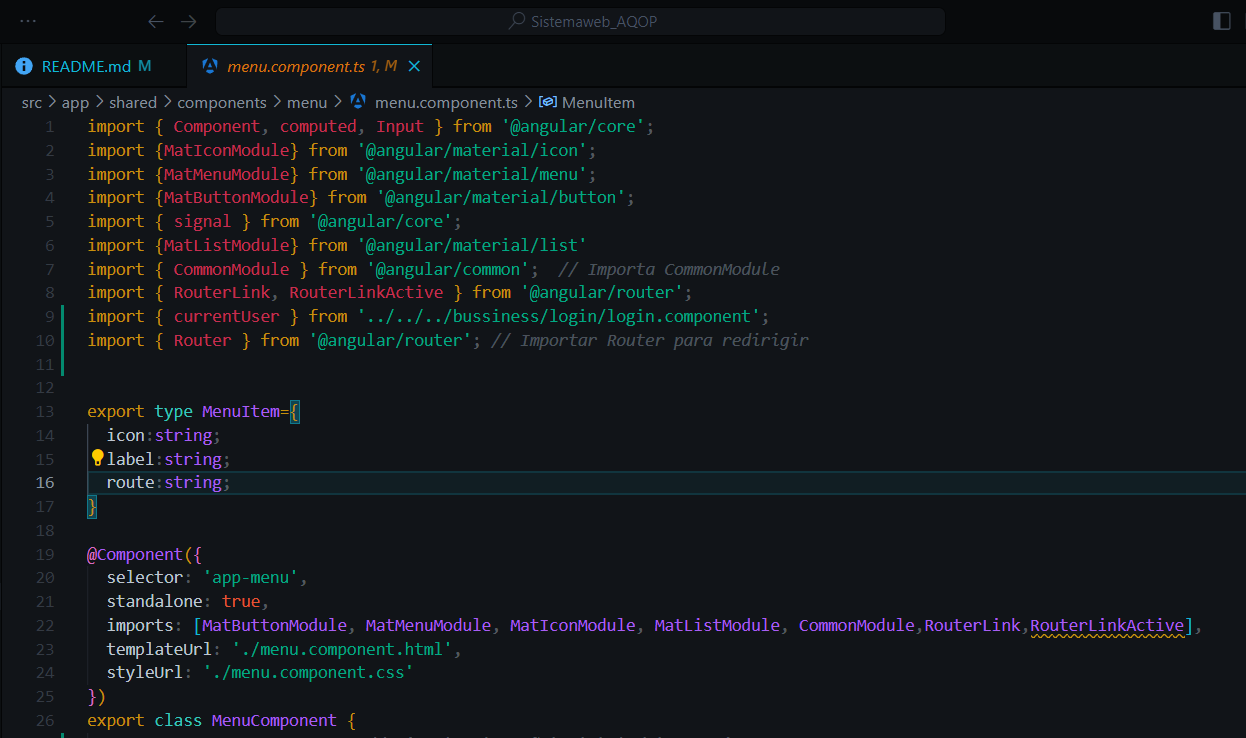 ···
Sistemaweb_AQOP
README.md M
menu.component.ts 1, M
src > app > shared > components > menu > menu.component.ts > MenuItem
1 import { Component, computed, Input } from '@angular/core';
2 import {MatIconModule} from '@angular/material/icon';
3 import {MatMenuModule} from '@angular/material/menu';
4 import {MatButtonModule} from '@angular/material/button';
5 import { signal } from '@angular/core';
6 import {MatListModule} from '@angular/material/list'
7 import { CommonModule } from '@angular/common';  // Importa CommonModule
8 import { RouterLink, RouterLinkActive } from '@angular/router';
9 import { currentUser } from '../../../bussiness/login/login.component';
10 import { Router } from '@angular/router'; // Importar Router para redirigir
11
12
13 export type MenuItem={
14   icon:string;
15   label:string;
16   route:string;
17 }
18
19 @Component({
20   selector: 'app-menu',
21   standalone: true,
22   imports: [MatButtonModule, MatMenuModule, MatIconModule, MatListModule, CommonModule,RouterLink,RouterLinkActive],
23   templateUrl: './menu.component.html',
24   styleUrl: './menu.component.css'
25 })
26 export class MenuComponent {